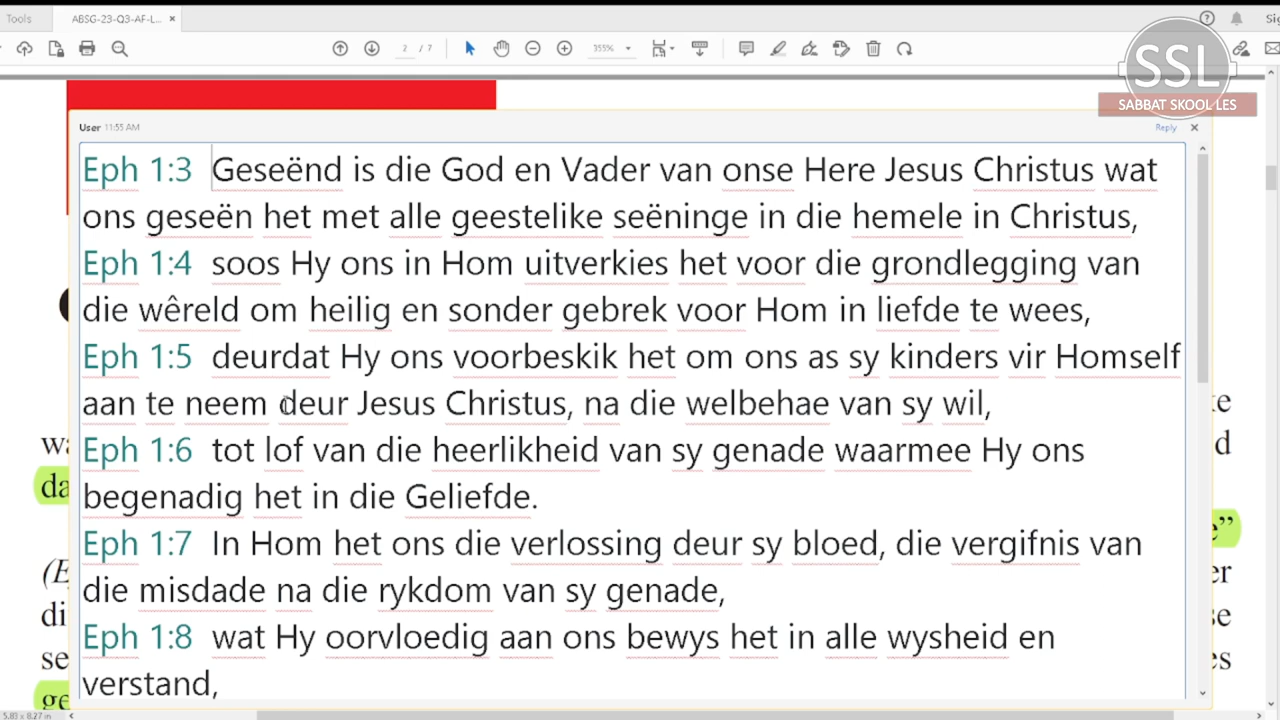 Tools
ABSG-23-Q3-AF-L... ×
2 / 7
355%
SSL
SABBAT SKOOL LES
User 11:55 AM
Reply
Eph 1:3 Geseënd is die God en Vader van onse Here Jesus Christus wat
ons geseën het met alle geestelike seëninge in die hemele in Christus,
Eph 1:4 soos Hy ons in Hom uitverkies het voor die grondlegging van
die wêreld om heilig en sonder gebrek voor Hom in liefde te wees,
Eph 1:5 deurdat Hy ons voorbeskik het om ons as sy kinders vir Homself
aan te neem deur Jesus Christus, na die welbehae van sy wil,
Eph 1:6 tot lof van die heerlikheid van sy genade waarmee Hy ons
begenadig het in die Geliefde.
Eph 1:7 In Hom het ons die verlossing deur sy bloed, die vergifnis van
die misdade na die rykdom van sy genade,
Eph 1:8 wat Hy oorvloedig aan ons bewys het in alle wysheid en
verstand,
5.83 x 8.27 in